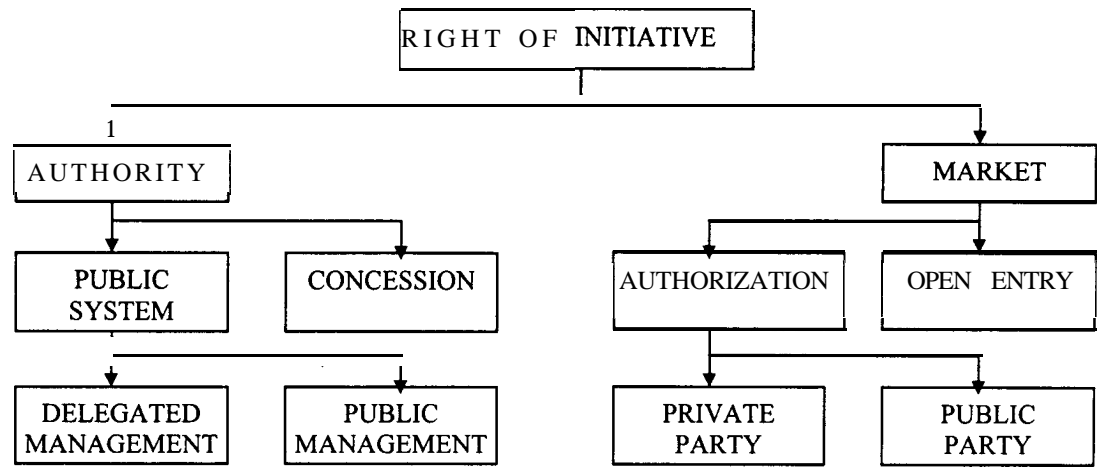 RIGHT OF INITIATIVE
1
AUTHORITY
MARKET
PUBLIC
SYSTEM
CONCESSION
AUTHORIZATION
OPEN ENTRY
DELEGATED
MANAGEMENT
PUBLIC
MANAGEMENT
PRIVATE
PARTY
PUBLIC
PARTY